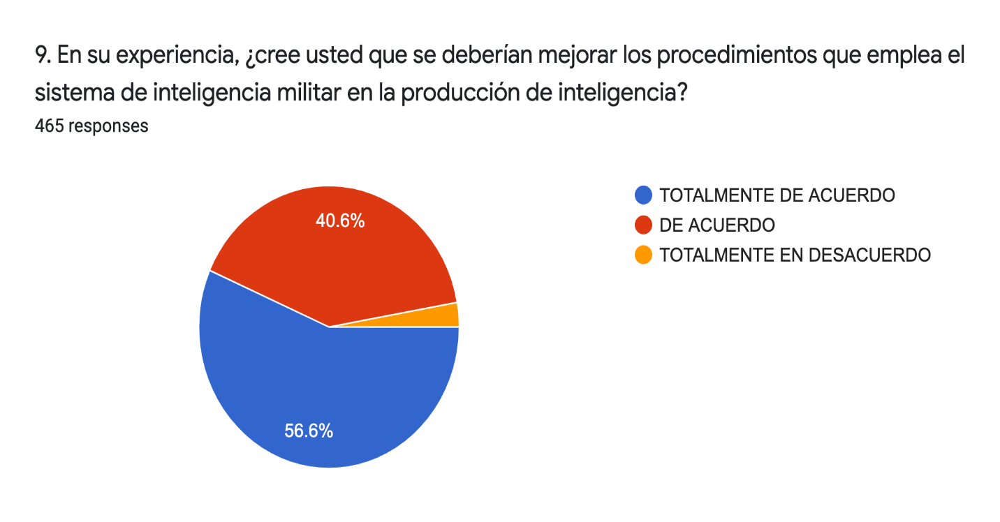 9. En su experiencia, ¿cree usted que se deberían mejorar los procedimientos que emplea el
sistema de inteligencia militar en la producción de inteligencia?
465 responses
TOTALMENTE DE ACUERDO
DE ACUERDO
TOTALMENTE EN DESACUERDO
40.6%
56.6%